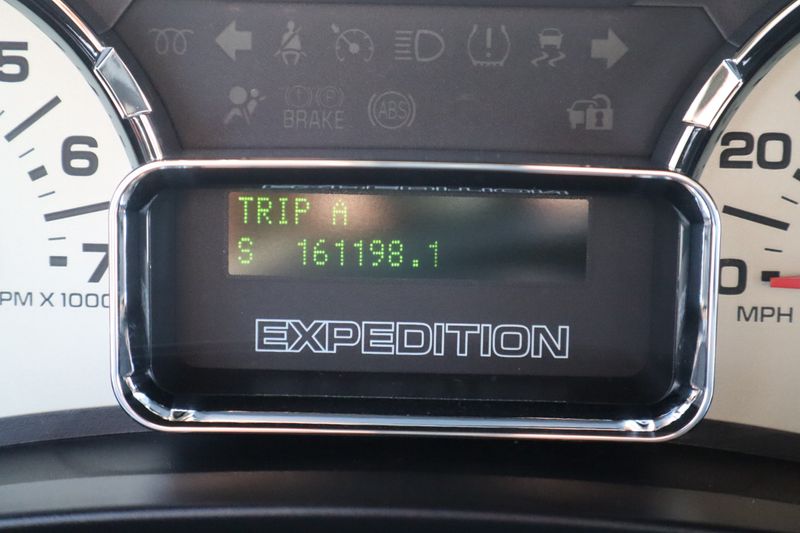 BRAKE
ABS
5
6
7
RPM X 1000
20
0
MPH
TRIP A
S 161198.1
EXPEDITION